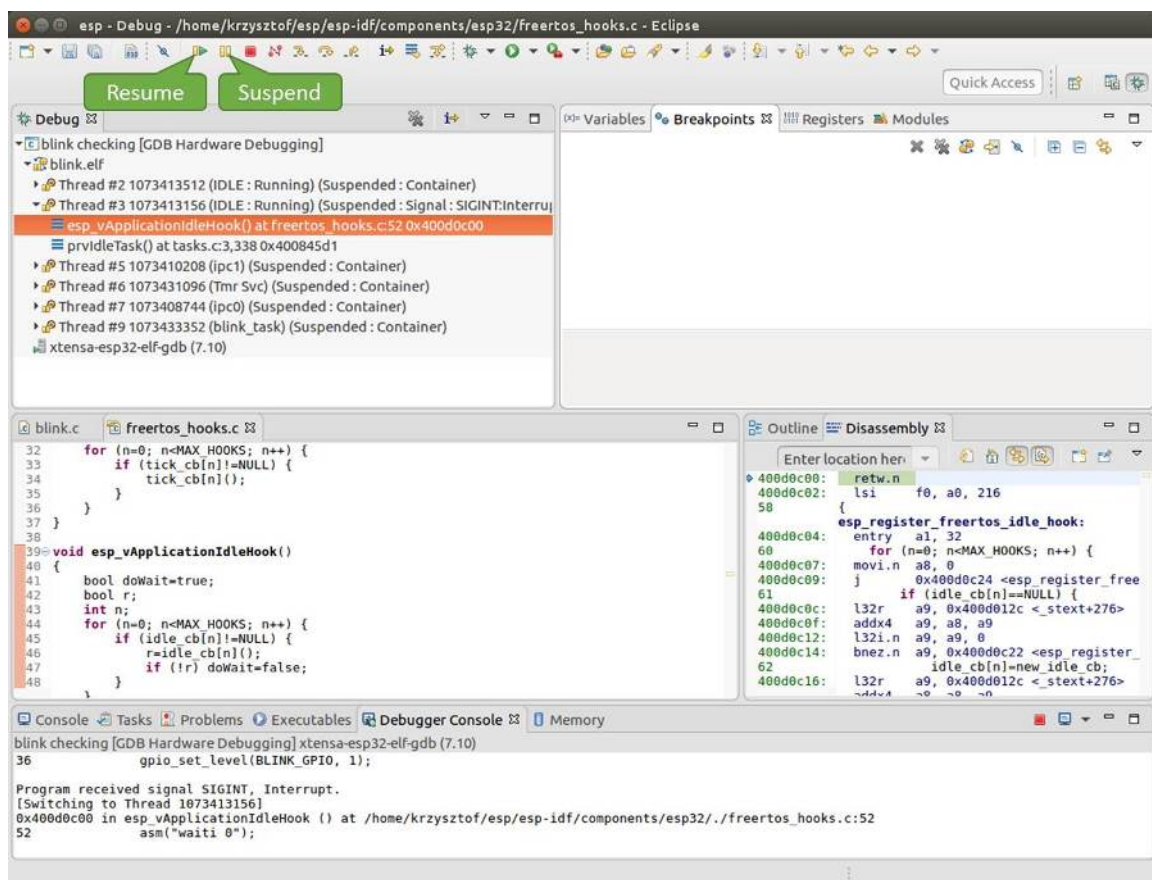 esp - Debug - /home/krzysztof/esp/esp-idf/components/esp32/freertos_hooks.c - Eclipse
Resume
Suspend
Quick Access
Debug
blink checking [GDB Hardware Debugging]
blink.elf
Thread #2 1073413512 (IDLE : Running) (Suspended : Container)
Thread #3 1073413156 (IDLE : Running) (Suspended : Signal : SIGINT:Interru
esp_vApplicationIdleHook() at freertos_hooks.c:52 0x400d0c00
prvIdleTask() at tasks.c:3,338 0x400845d1
Thread #5 1073410208 (ipc1) (Suspended : Container)
Thread #6 1073431096 (Tmr Svc) (Suspended : Container)
Thread #7 1073408744 (ipc0) (Suspended : Container)
Thread #9 1073433352 (blink_task) (Suspended : Container)
xtensa-esp32-elf-gdb (7.10)
(x)= Variables Breakpoints Registers Modules
blink.c freertos_hooks.c
32 for (n=0; n<MAX_HOOKS; n++) {
33 if (tick_cb[n]!=NULL) {
34 tick_cb[n]();
35 }
36 }
37 }
38
39 void esp_vApplicationIdleHook()
40 {
41 bool doWait=true;
42 bool r;
43 int n;
44 for (n=0; n<MAX_HOOKS; n++) {
45 if (idle_cb[n]!=NULL) {
46 r=idle_cb[n]();
47 if (!r) doWait=false;
48 }
}
Outline Disassembly
Enter location her
400d0c00: retw.n
400d0c02: lsi f0, a0, 216
58 {
esp_register_freertos_idle_hook:
400d0c04: entry a1, 32
60 for (n=0; n<MAX_HOOKS; n++) {
400d0c07: movi.n a8, 0
400d0c09: j 0x400d0c24 <esp_register_free
61 if (idle_cb[n]==NULL) {
400d0c0c: l32r a9, 0x400d012c <_stext+276>
400d0c0f: addx4 a9, a8, a9
400d0c12: l32i.n a9, a9, 0
400d0c14: bnez.n a9, 0x400d0c22 <esp_register_
62 idle_cb[n]=new_idle_cb;
400d0c16: l32r a9, 0x400d012c <_stext+276>
addx4 a8, a8, a9
Console Tasks Problems Executables Debugger Console Memory
blink checking [GDB Hardware Debugging] xtensa-esp32-elf-gdb (7.10)
36 gpio_set_level(BLINK_GPIO, 1);
Program received signal SIGINT, Interrupt.
[Switching to Thread 1073413156]
0x400d0c00 in esp_vApplicationIdleHook () at /home/krzysztof/esp/esp-idf/components/esp32/./freertos_hooks.c:52
52 asm("waiti 0");